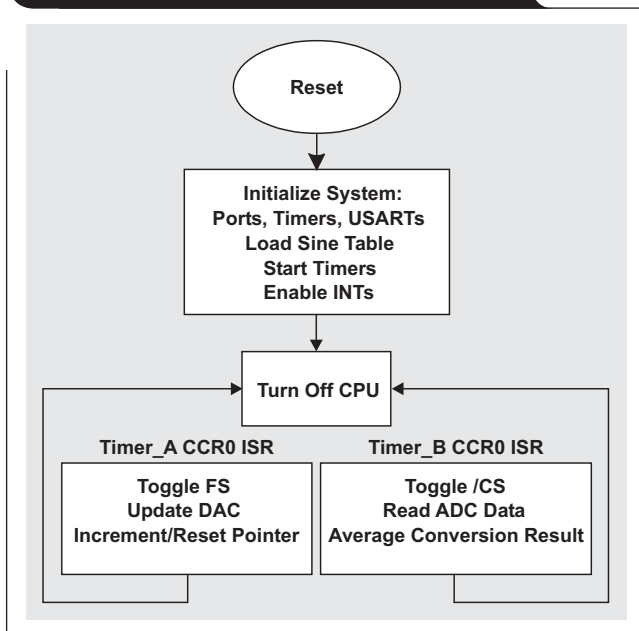 Reset
Initialize System:
Ports, Timers, USARTs
Load Sine Table
Start Timers
Enable INTs
Turn Off CPU
Timer_A CCR0 ISR
Toggle FS
Update DAC
Increment/Reset Pointer
Timer_B CCR0 ISR
Toggle /CS
Read ADC Data
Average Conversion Result